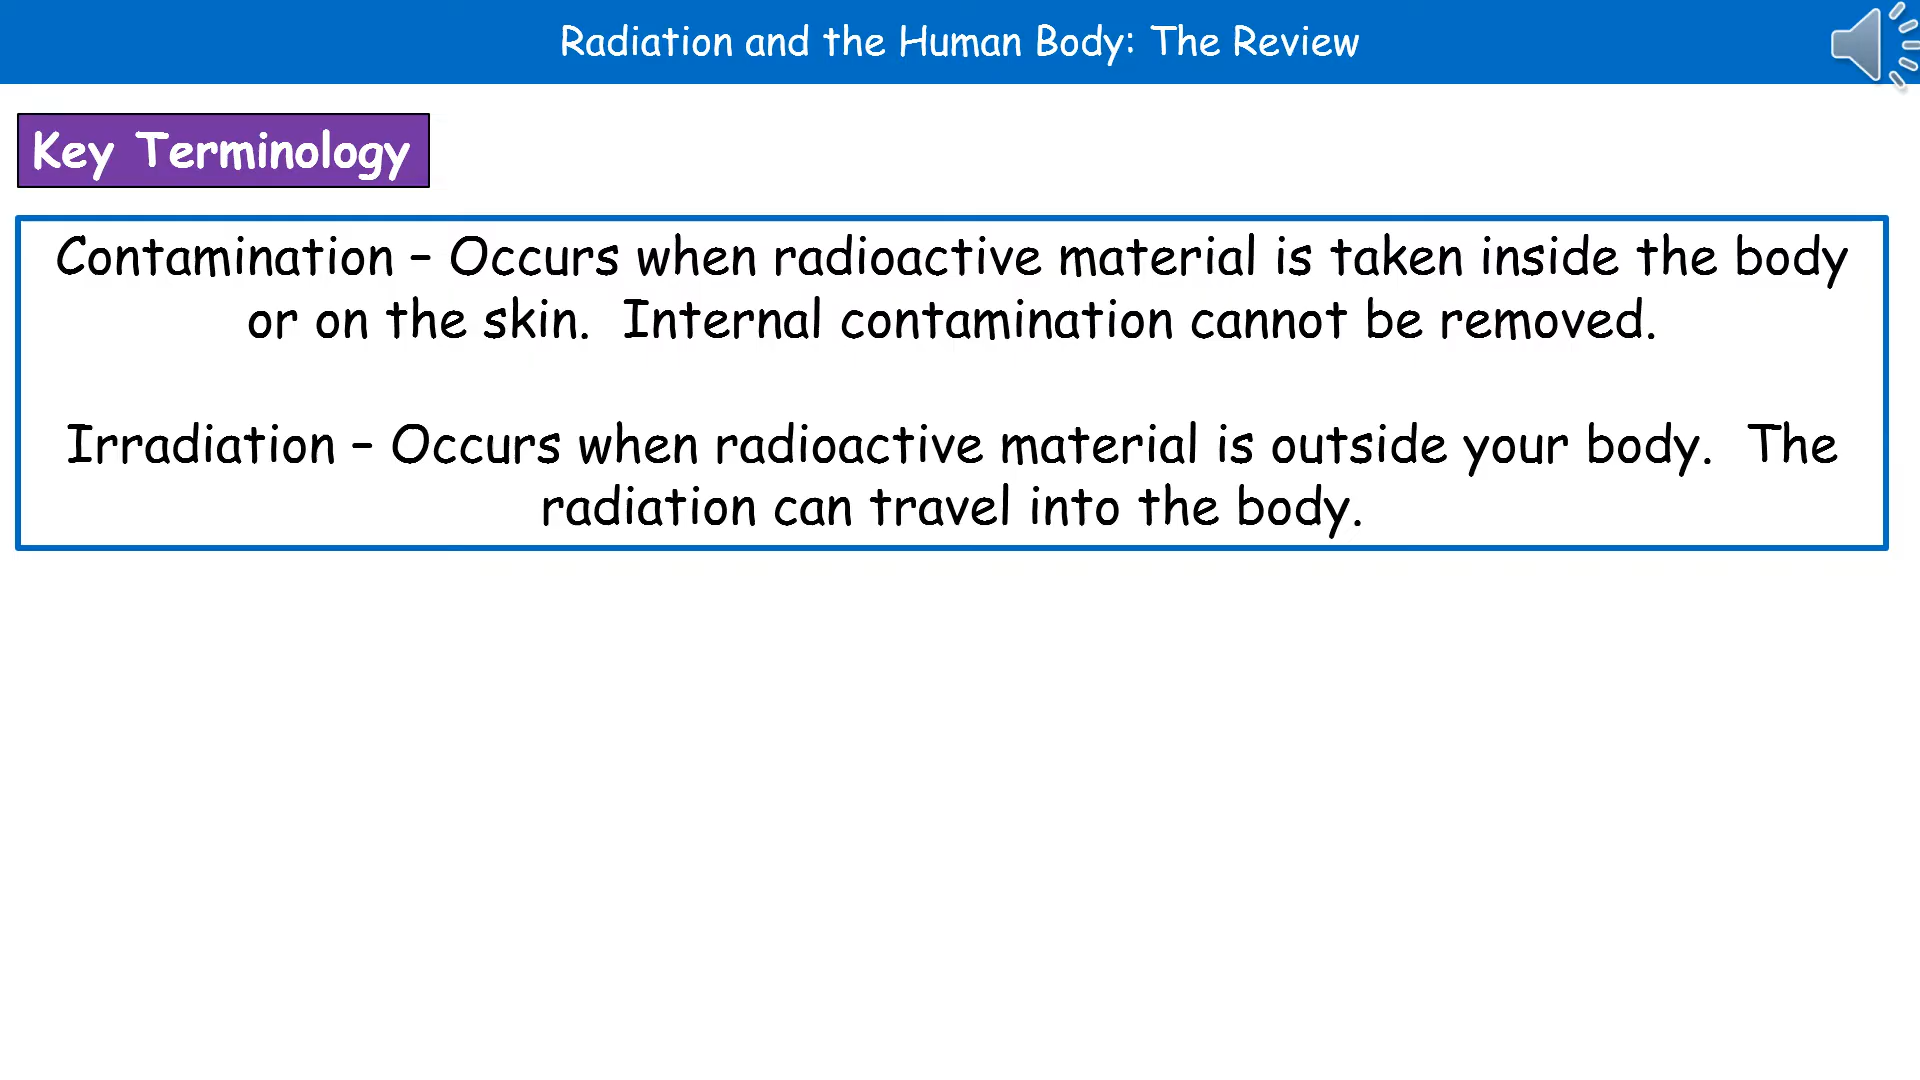 Radiation and the Human Body: The Review
Key Terminology
Contamination – Occurs when radioactive material is taken inside the body
or on the skin.  Internal contamination cannot be removed.
Irradiation – Occurs when radioactive material is outside your body.  The
radiation can travel into the body.